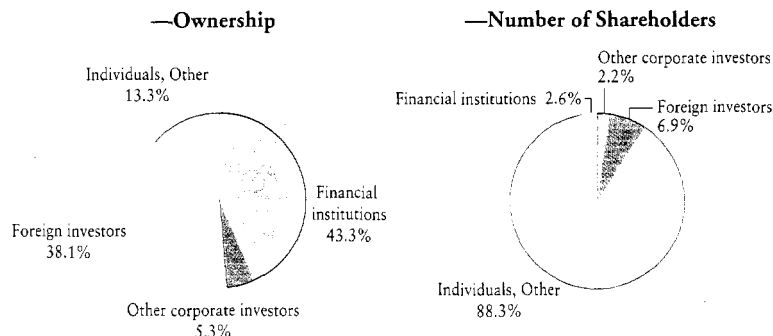 —Ownership
Individuals, Other
13.3%
Financial
institutions
43.3%
Foreign investors
38.1%
Other corporate investors
5.3%
—Number of Shareholders
Other corporate investors
2.2%
Financial institutions 2.6%
Foreign investors
6.9%
Individuals, Other
88.3%